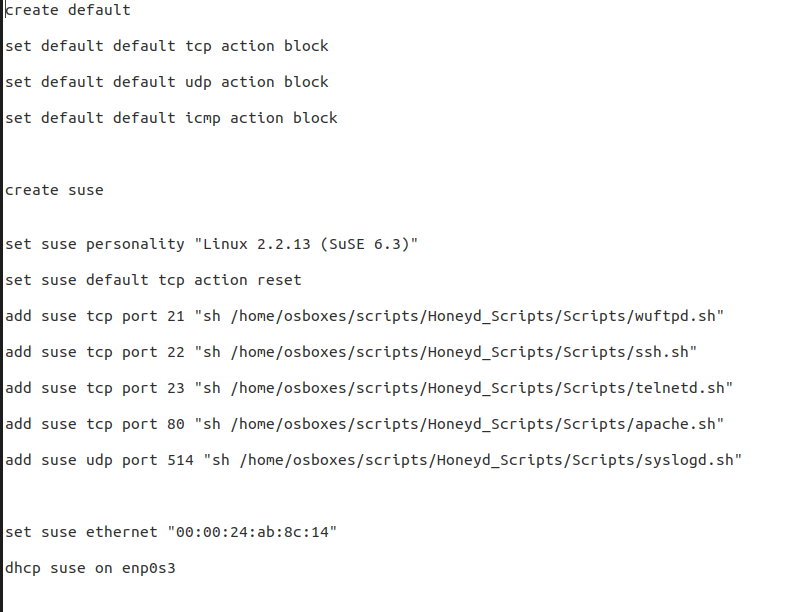 create default
set default default tcp action block
set default default udp action block
set default default icmp action block
create suse
set suse personality "Linux 2.2.13 (SuSE 6.3)"
set suse default tcp action reset
add suse tcp port 21 "sh /home/osboxes/scripts/Honeyd_Scripts/Scripts/wuftpd.sh"
add suse tcp port 22 "sh /home/osboxes/scripts/Honeyd_Scripts/Scripts/ssh.sh"
add suse tcp port 23 "sh /home/osboxes/scripts/Honeyd_Scripts/Scripts/telnetd.sh"
add suse tcp port 80 "sh /home/osboxes/scripts/Honeyd_Scripts/Scripts/apache.sh"
add suse udp port 514 "sh /home/osboxes/scripts/Honeyd_Scripts/Scripts/syslogd.sh"
set suse ethernet "00:00:24:ab:8c:14"
dhcp suse on enp0s3